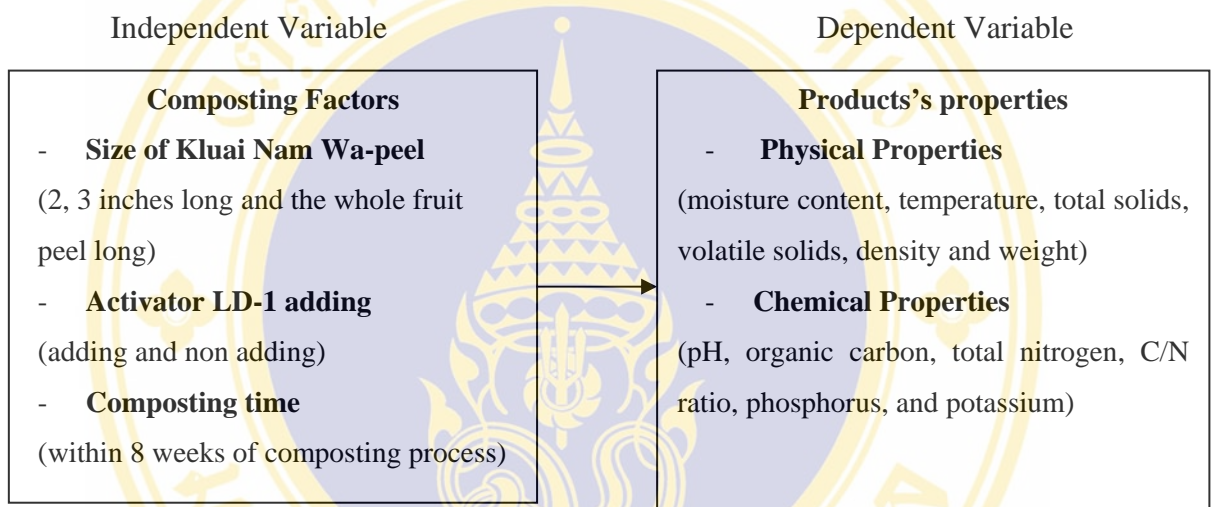 Independent Variable
Composting Factors
- Size of Kluai Nam Wa-peel
(2, 3 inches long and the whole fruit
peel long)
- Activator LD-1 adding
(adding and non adding)
- Composting time
(within 8 weeks of composting process)
Dependent Variable
Products's properties
- Physical Properties
(moisture content, temperature, total solids,
volatile solids, density and weight)
- Chemical Properties
(pH, organic carbon, total nitrogen, C/N
ratio, phosphorus, and potassium)